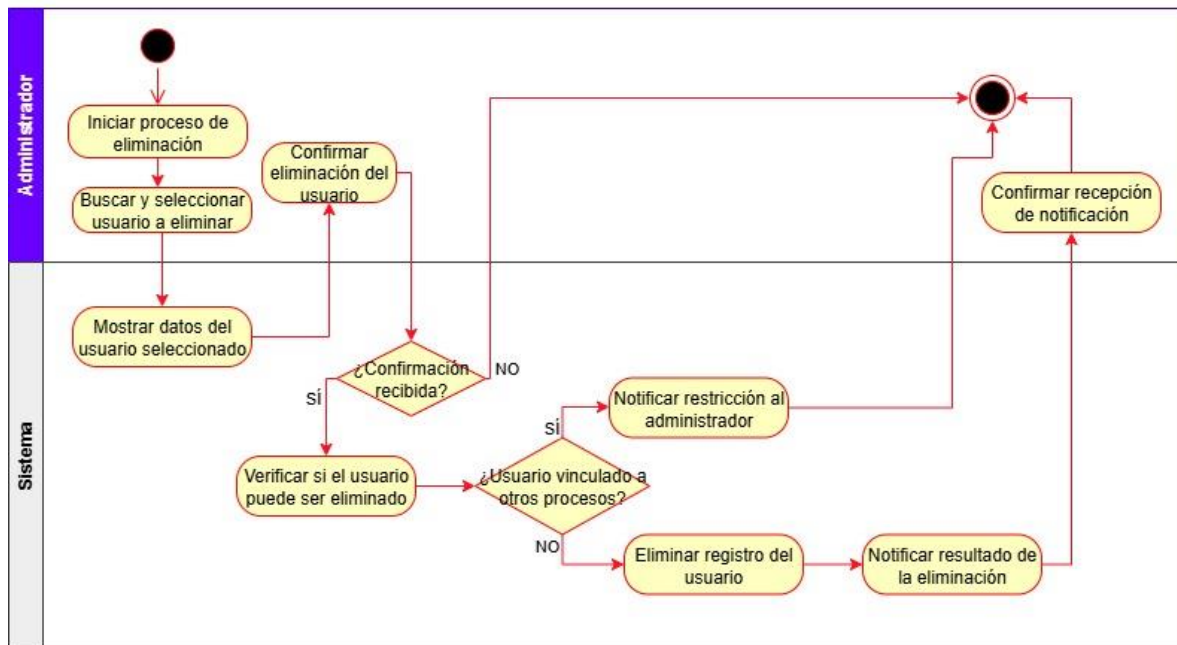 Administrador
Iniciar proceso de
eliminación
Buscar y seleccionar
usuario a eliminar
Confirmar
eliminación del
usuario
Confirmar recepción
de notificación
Sistema
Mostrar datos del
usuario seleccionado
¿Confirmación
recibida?
NO
SÍ
Verificar si el usuario
puede ser eliminado
¿Usuario vinculado a
otros procesos?
SÍ
Notificar restricción al
administrador
NO
Eliminar registro del
usuario
Notificar resultado de
la eliminación